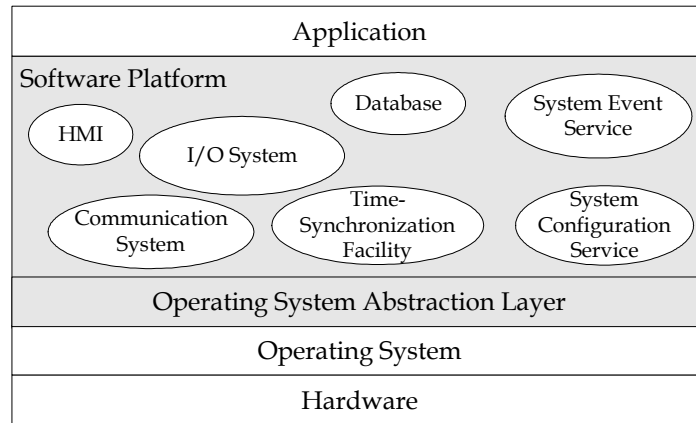 Application
Software Platform
Database
System Event
Service
HMI
I/O System
Communication
System
Time-
Synchronization
Facility
System
Configuration
Service
Operating System Abstraction Layer
Operating System
Hardware